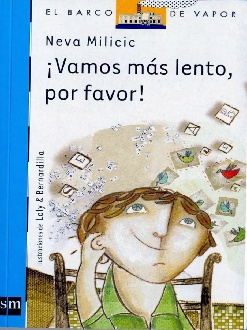 EL BARCO DE VAPOR
Neva Milicic
¡Vamos más lento,
por favor!
Ilustraciones de Loly & Bernardilla
sm